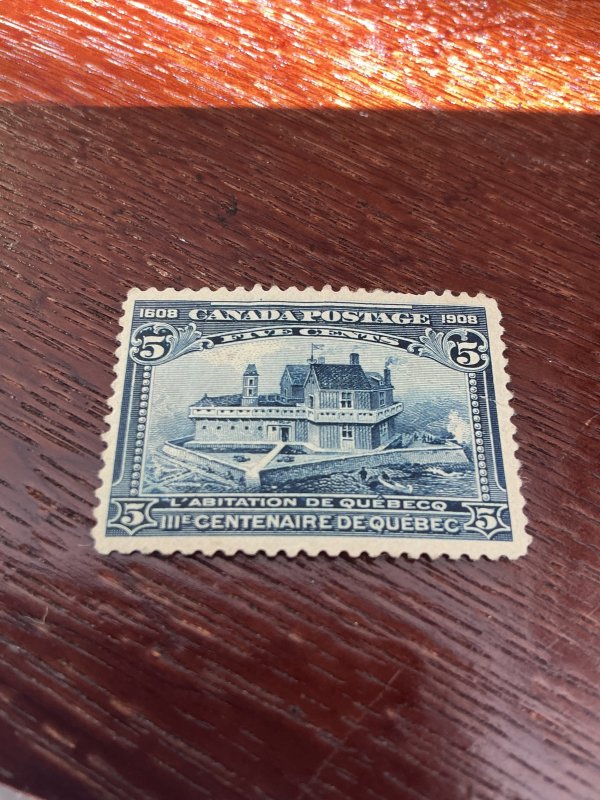 1608 CANADA POSTAGE 1908
FIVE CENTS
5 5
L'ABITATION DE QUÉBECQ
5 IIIE CENTENAIRE DE QUÉBEC 5